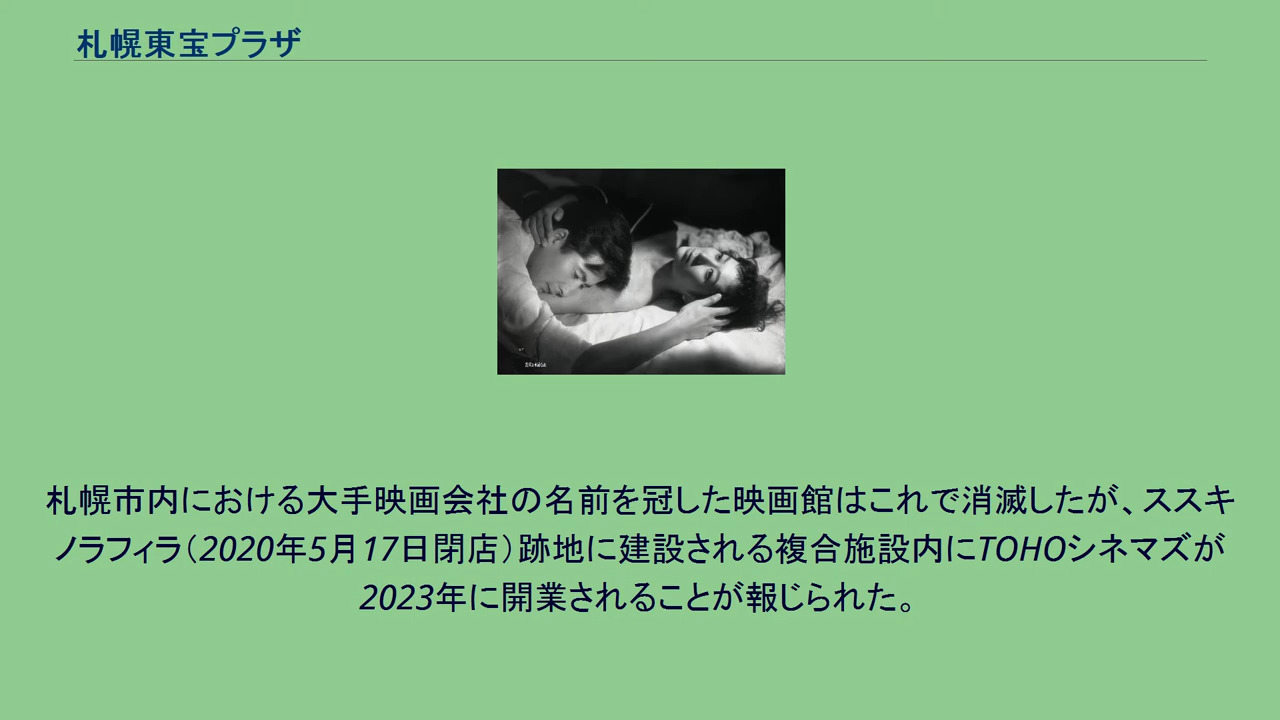 札幌東宝プラザ
札幌市内における大手映画会社の名前を冠した映画館はこれで消滅したが、ススキ
ノラフィラ（2020年5月17日閉店）跡地に建設される複合施設内にTOHOシネマズが
2023年に開業されることが報じられた。